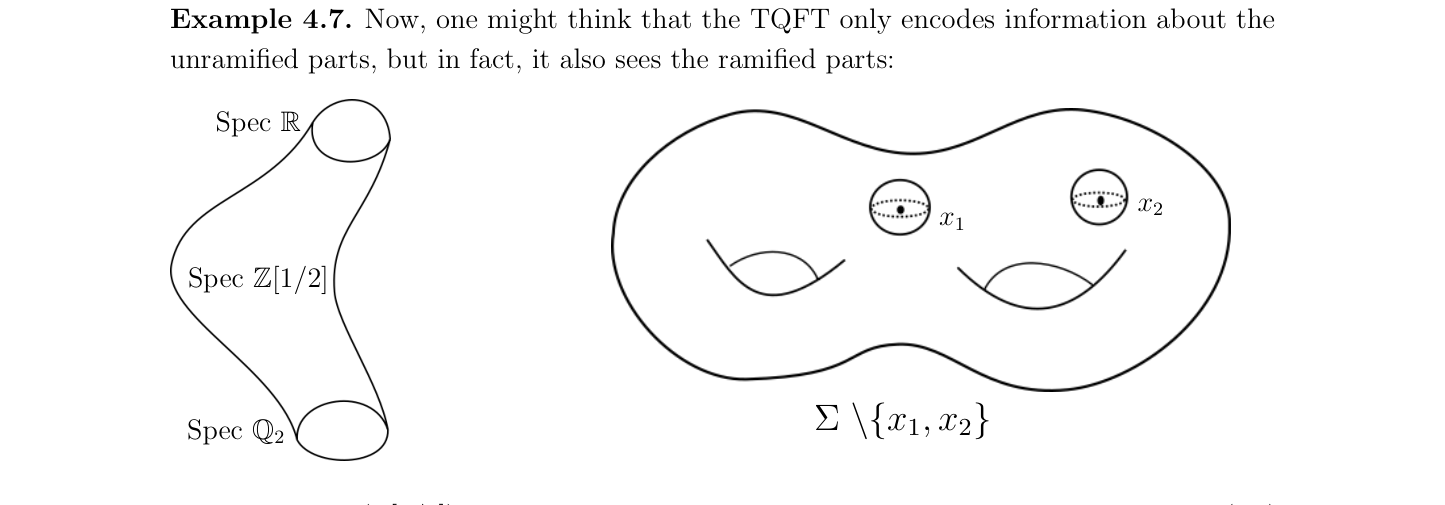 Example 4.7. Now, one might think that the TQFT only encodes information about the
unramified parts, but in fact, it also sees the ramified parts:
Spec ℝ
Spec ℤ[1/2]
Spec ℚ₂
x₁
x₂
Σ \{x₁, x₂}